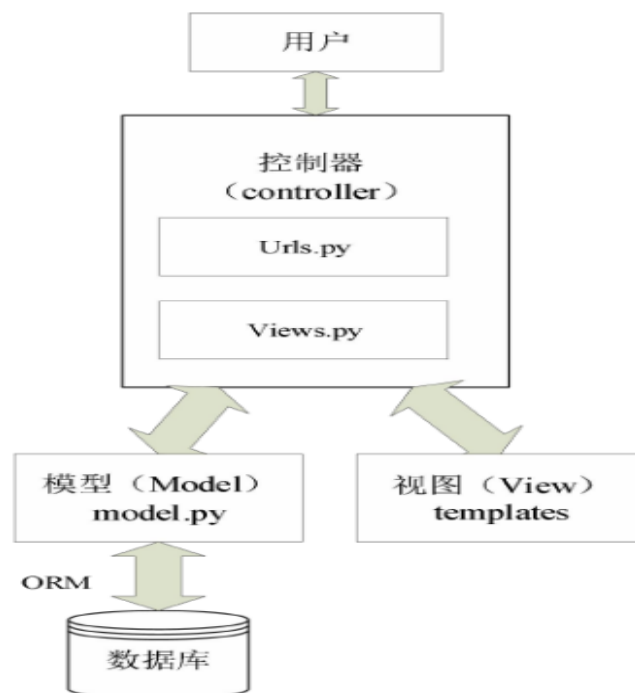 用户
控制器
（controller）
Urls.py
Views.py
模型（Model）
model.py
视图（View）
templates
ORM
数据库